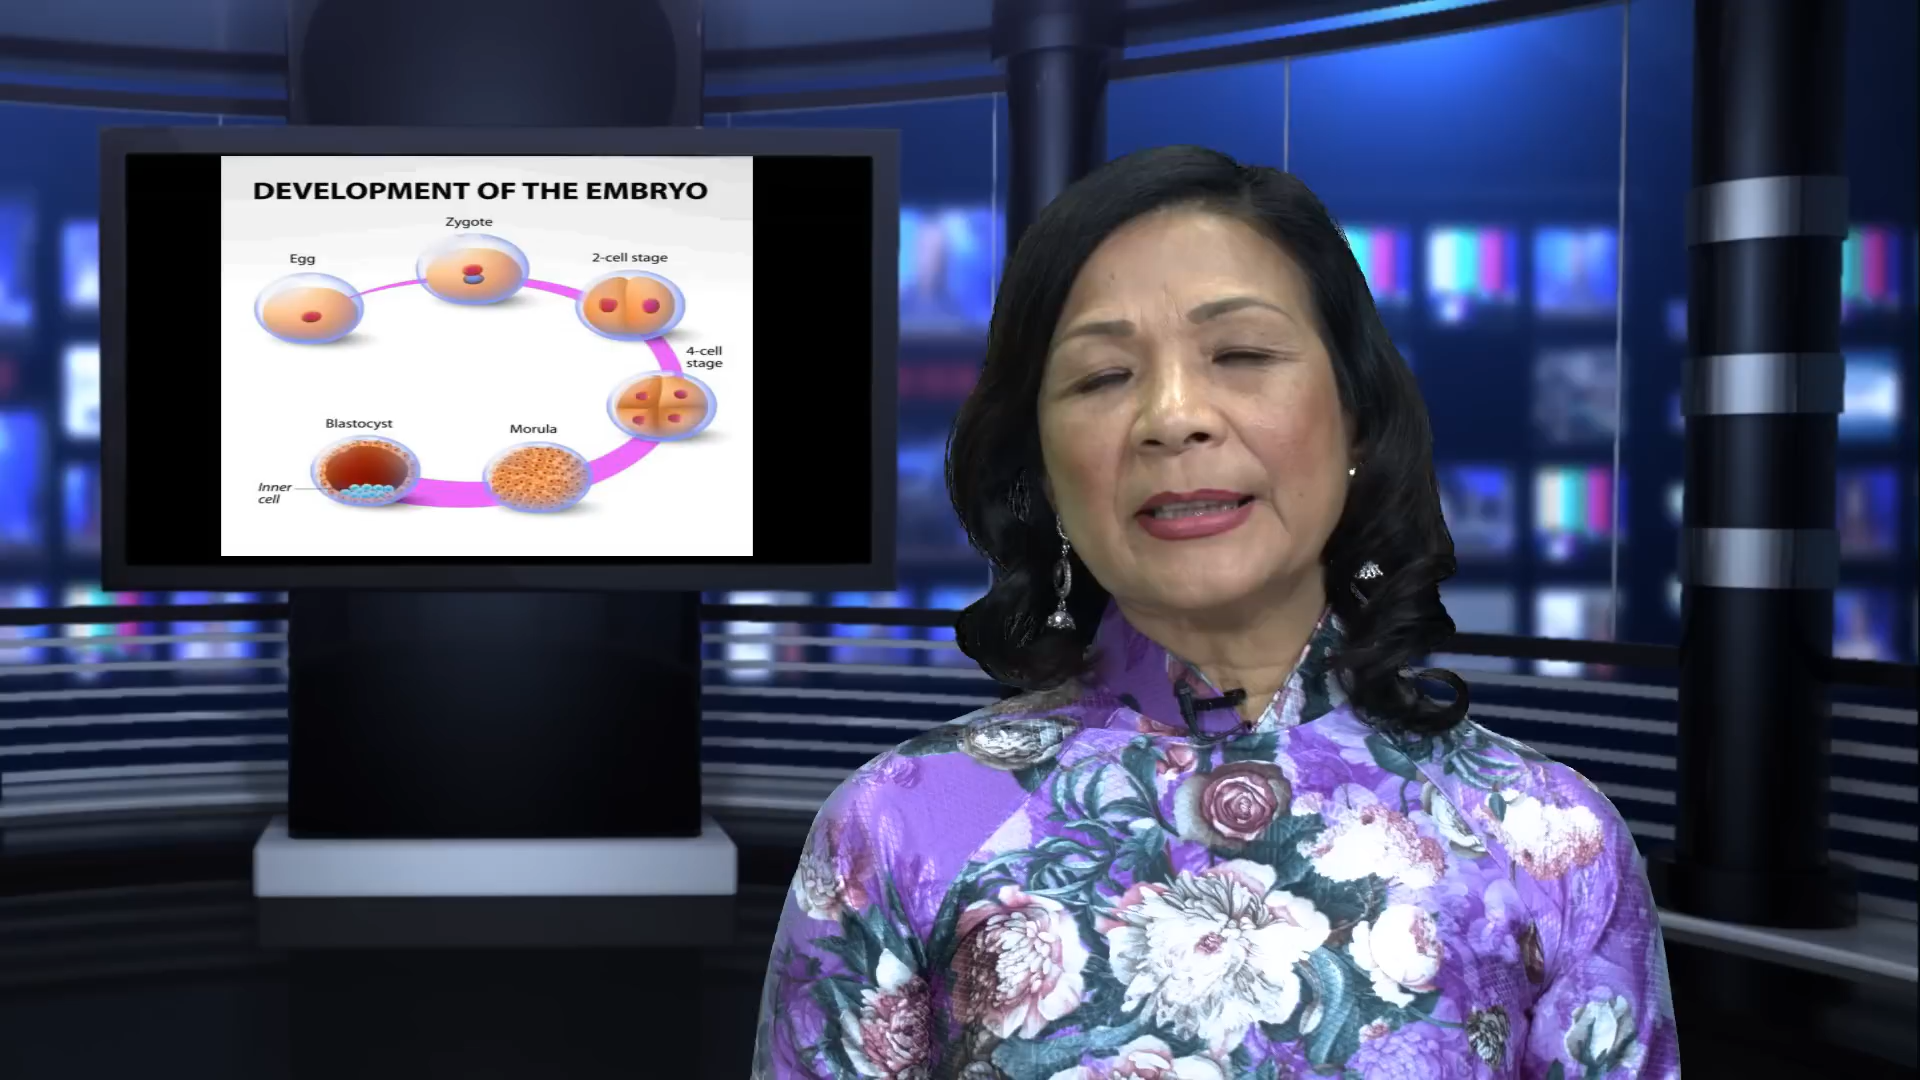 DEVELOPMENT OF THE EMBRYO
Zygote
Egg
2-cell stage
4-cell
stage
Blastocyst
Morula
Inner
cell